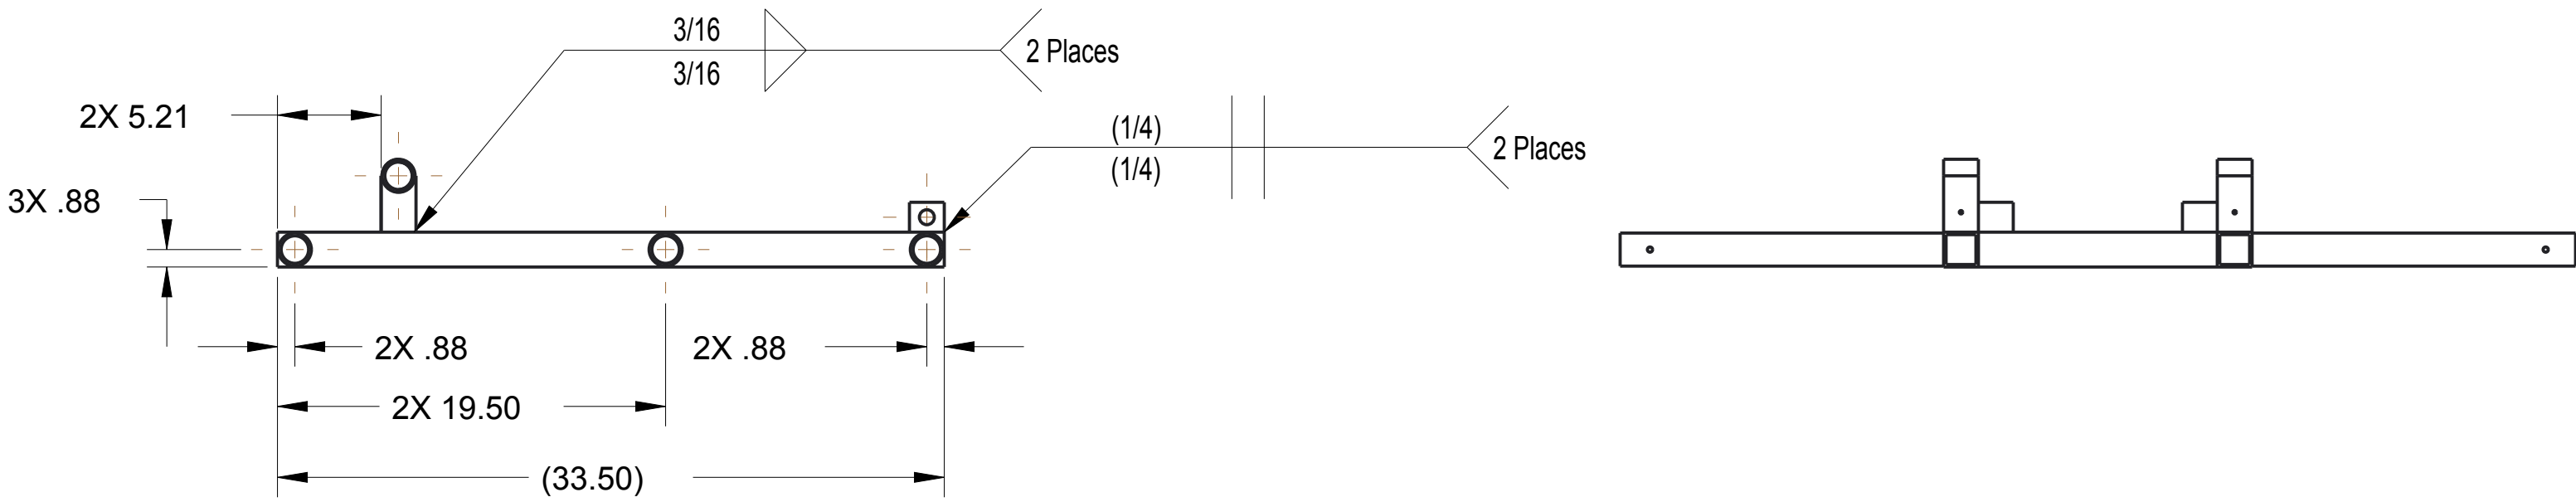 3/16
3/16
2 Places
2X 5.21
(1/4)
(1/4)
2 Places
3X .88
2X .88
2X .88
2X 19.50
(33.50)